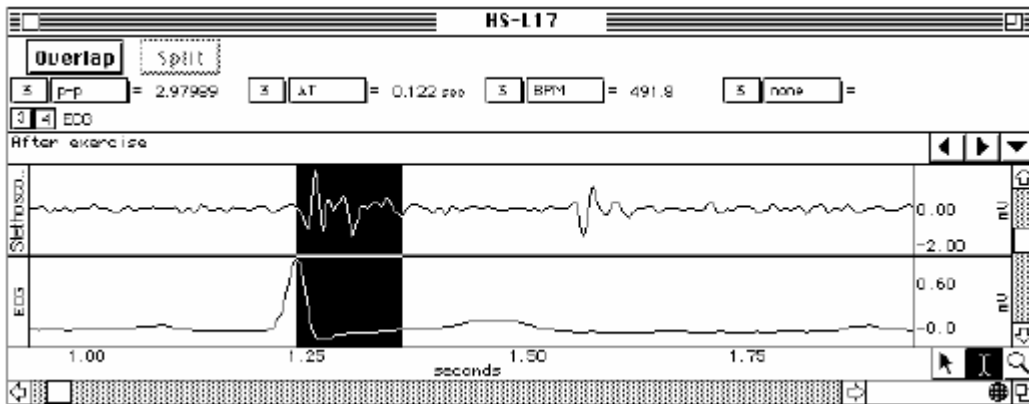 HS-L17
Overlap Split
3 p-p = 2.97989 3 ΔT = 0.122 sec 3 BPM = 491.8 3 none =
3 4 ECG
After exercise
Stethosco...
0.00
mV
-2.00
ECG
0.60
mV
-0.0
1.00 1.25 1.50 1.75
seconds